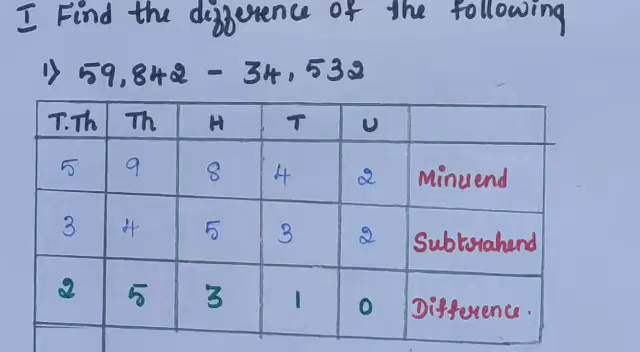 I Find the difference of the following
1) 59,842 - 34,532
T.Th Th H T U
5 9 8 4 2 Minuend
3 4 5 3 2 Subtrahend
2 5 3 1 0 Difference.